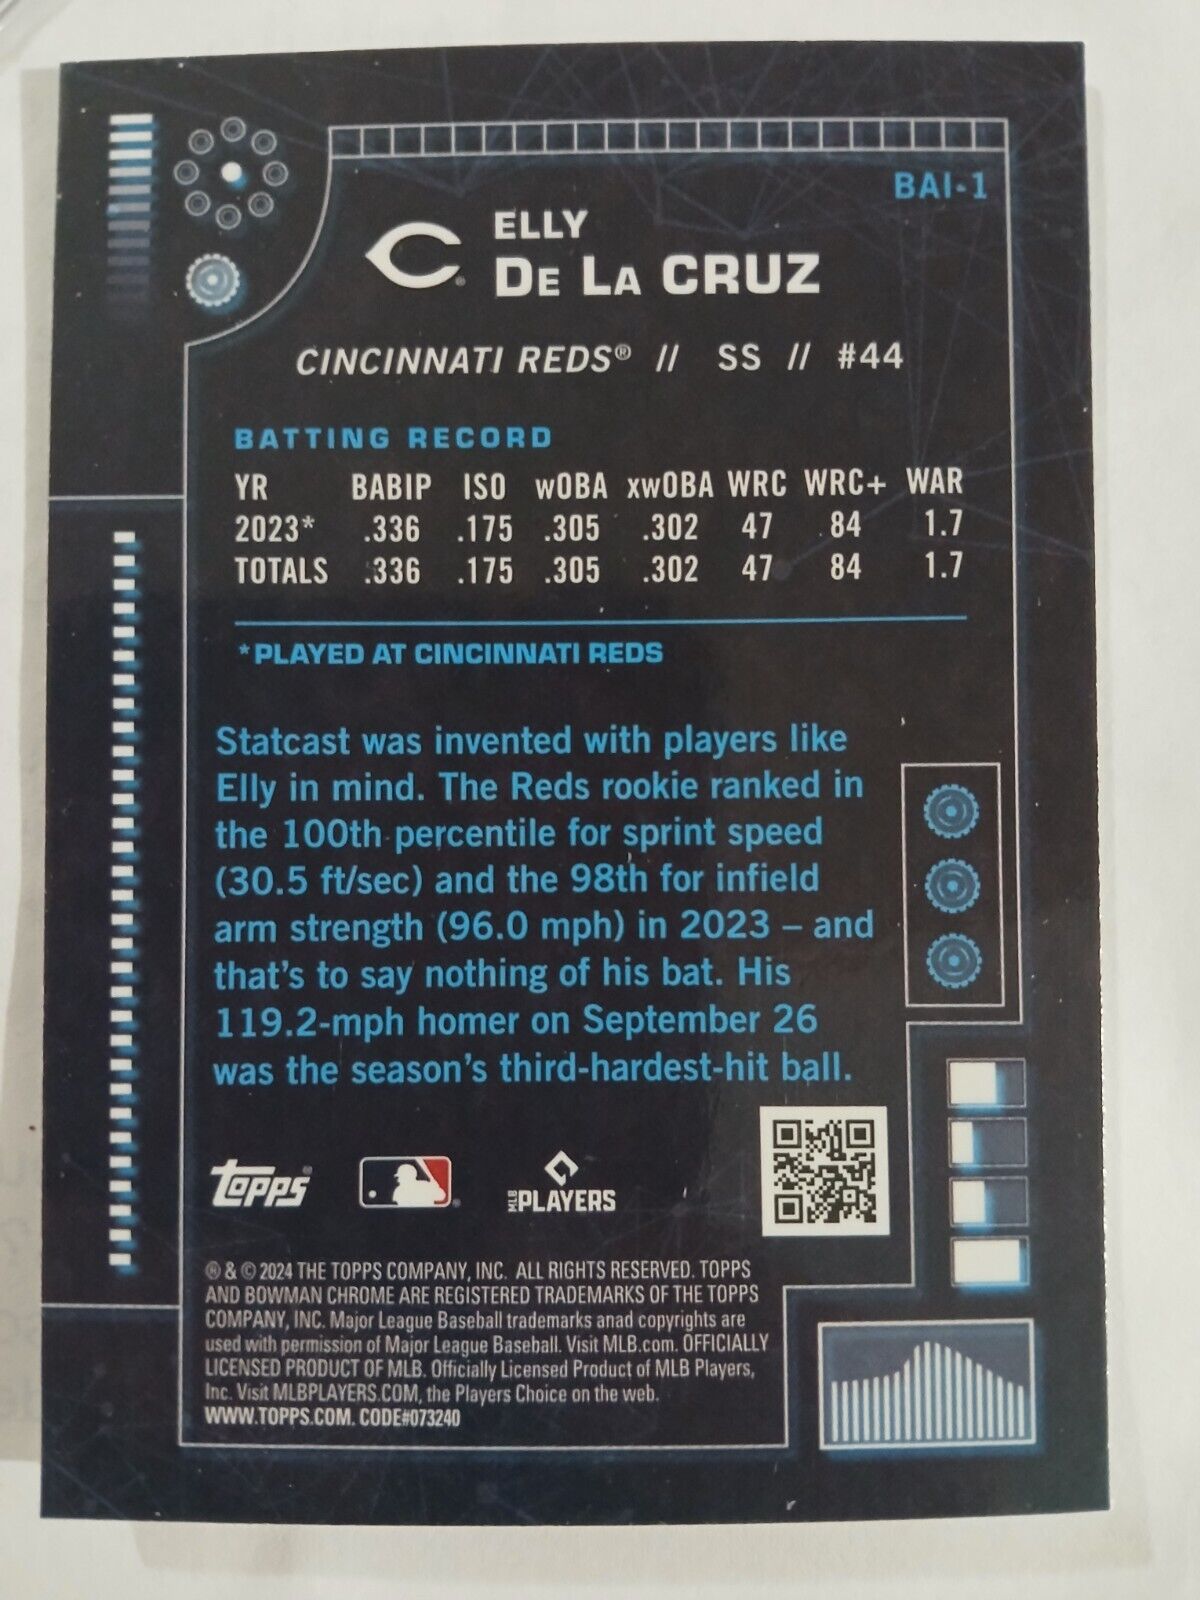 BAI-1
ELLY
DE LA CRUZ
CINCINNATI REDS® // SS // #44
BATTING RECORD
YR BABIP ISO wOBA xwOBA WRC WRC+ WAR
2023* .336 .175 .305 .302 47 84 1.7
TOTALS .336 .175 .305 .302 47 84 1.7
*PLAYED AT CINCINNATI REDS
Statcast was invented with players like
Elly in mind. The Reds rookie ranked in
the 100th percentile for sprint speed
(30.5 ft/sec) and the 98th for infield
arm strength (96.0 mph) in 2023 – and
that's to say nothing of his bat. His
119.2-mph homer on September 26
was the season's third-hardest-hit ball.
topps® MLB PLAYERS
® & © 2024 THE TOPPS COMPANY, INC. ALL RIGHTS RESERVED. TOPPS
AND BOWMAN CHROME ARE REGISTERED TRADEMARKS OF THE TOPPS
COMPANY, INC. Major League Baseball trademarks anad copyrights are
used with permission of Major League Baseball. Visit MLB.com. OFFICIALLY
LICENSED PRODUCT OF MLB. Officially Licensed Product of MLB Players,
Inc. Visit MLBPLAYERS.COM, the Players Choice on the web.
WWW.TOPPS.COM. CODE#073240